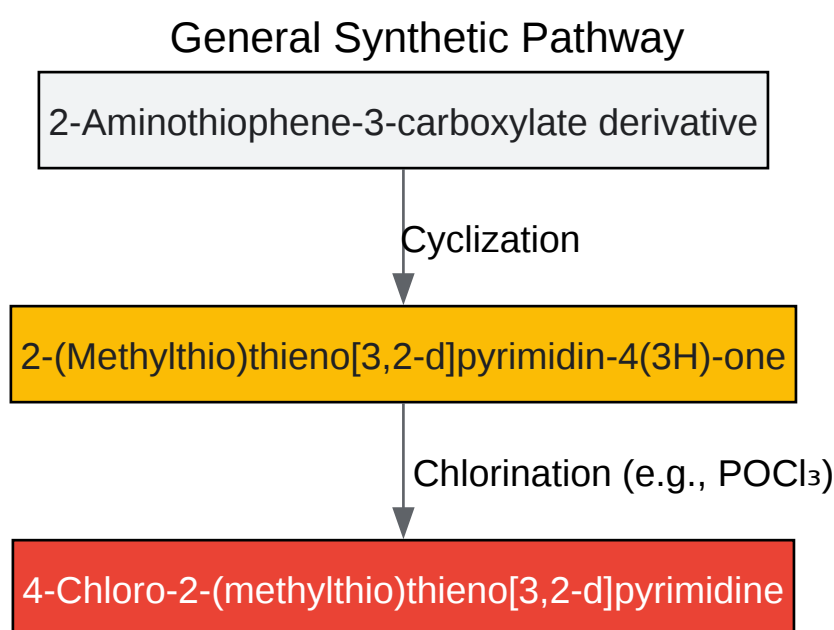 General Synthetic Pathway
2-Aminothiophene-3-carboxylate derivative
Cyclization
2-(Methylthio)thieno[3,2-d]pyrimidin-4(3H)-one
Chlorination (e.g., POCl₃)
4-Chloro-2-(methylthio)thieno[3,2-d]pyrimidine